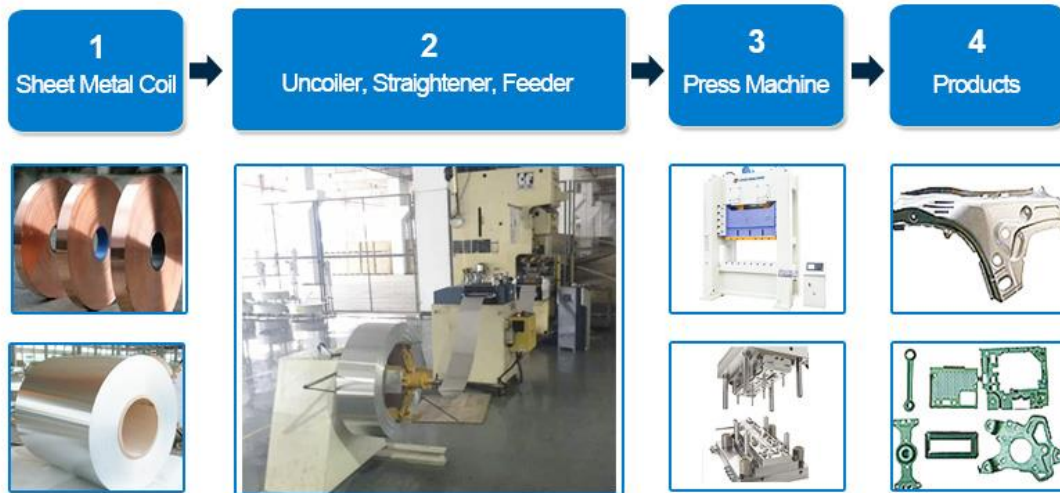 1
Sheet Metal Coil
2
Uncoiler, Straightener, Feeder
3
Press Machine
4
Products